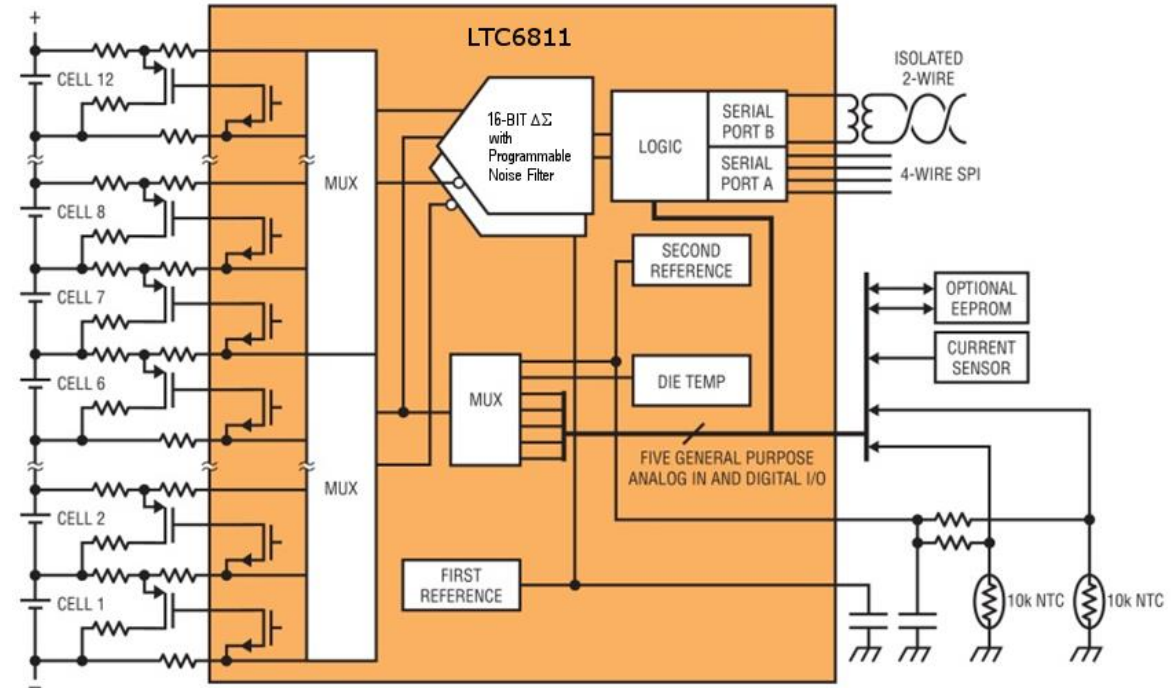 LTC6811
+
CELL 12
CELL 8
CELL 7
CELL 6
CELL 2
CELL 1
–
MUX
MUX
16-BIT ΔΣ
with
Programmable
Noise Filter
LOGIC
SERIAL
PORT B
SERIAL
PORT A
ISOLATED
2-WIRE
4-WIRE SPI
SECOND
REFERENCE
MUX
DIE TEMP
FIVE GENERAL PURPOSE
ANALOG IN AND DIGITAL I/O
OPTIONAL
EEPROM
CURRENT
SENSOR
FIRST
REFERENCE
10k NTC
10k NTC